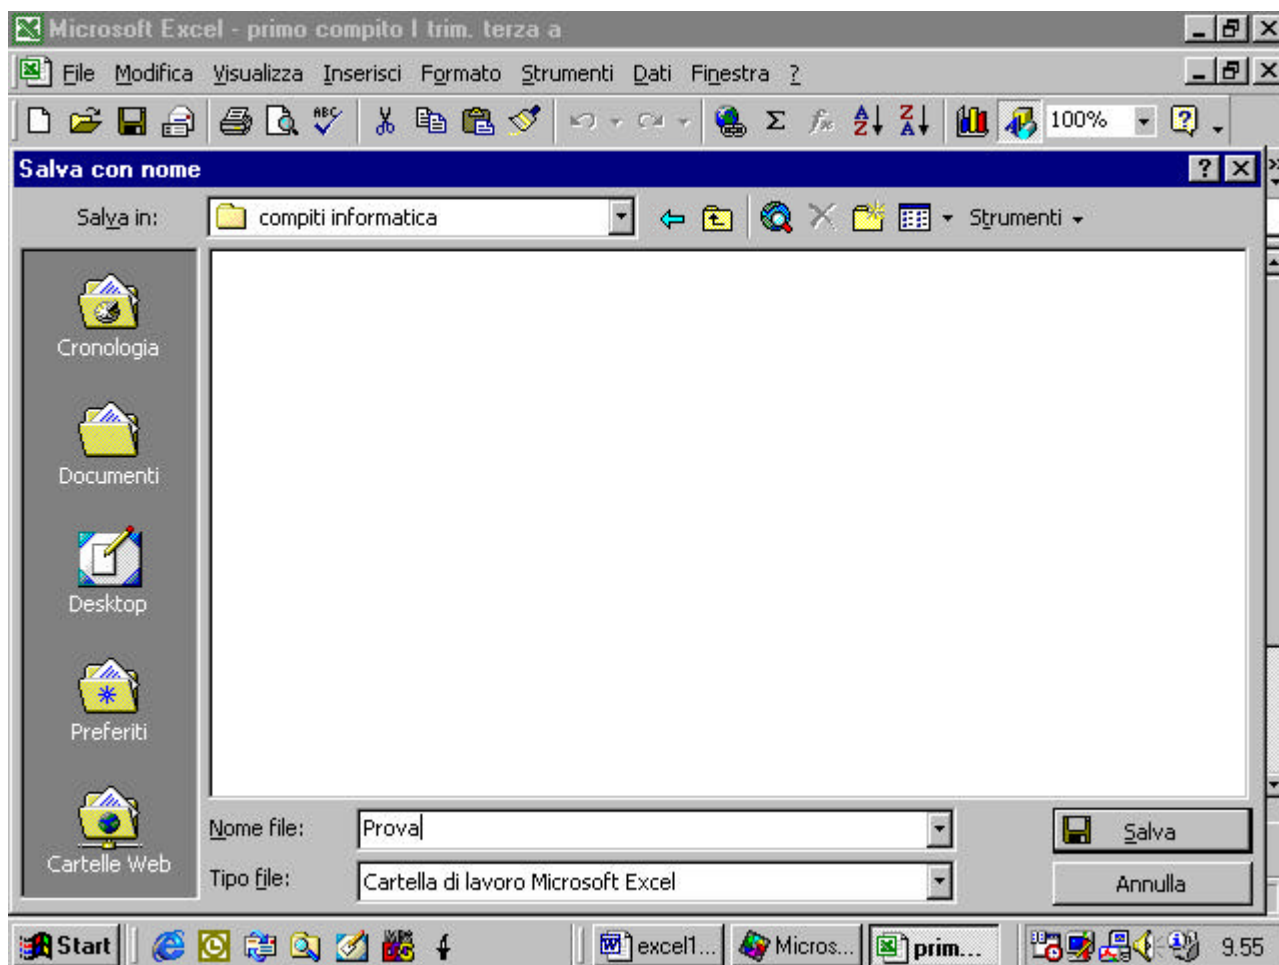 Microsoft Excel - primo compito I trim. terza a
File Modifica Visualizza Inserisci Formato Strumenti Dati Finestra ?
ABC Σ fx A Z Z A 100% ?
Salva con nome
Salva in: compiti informatica Strumenti
Cronologia
Documenti
Desktop
Preferiti
Cartelle Web
Nome file: Prova Salva
Tipo file: Cartella di lavoro Microsoft Excel Annulla
Start excel1... Micros... prim... 9.55